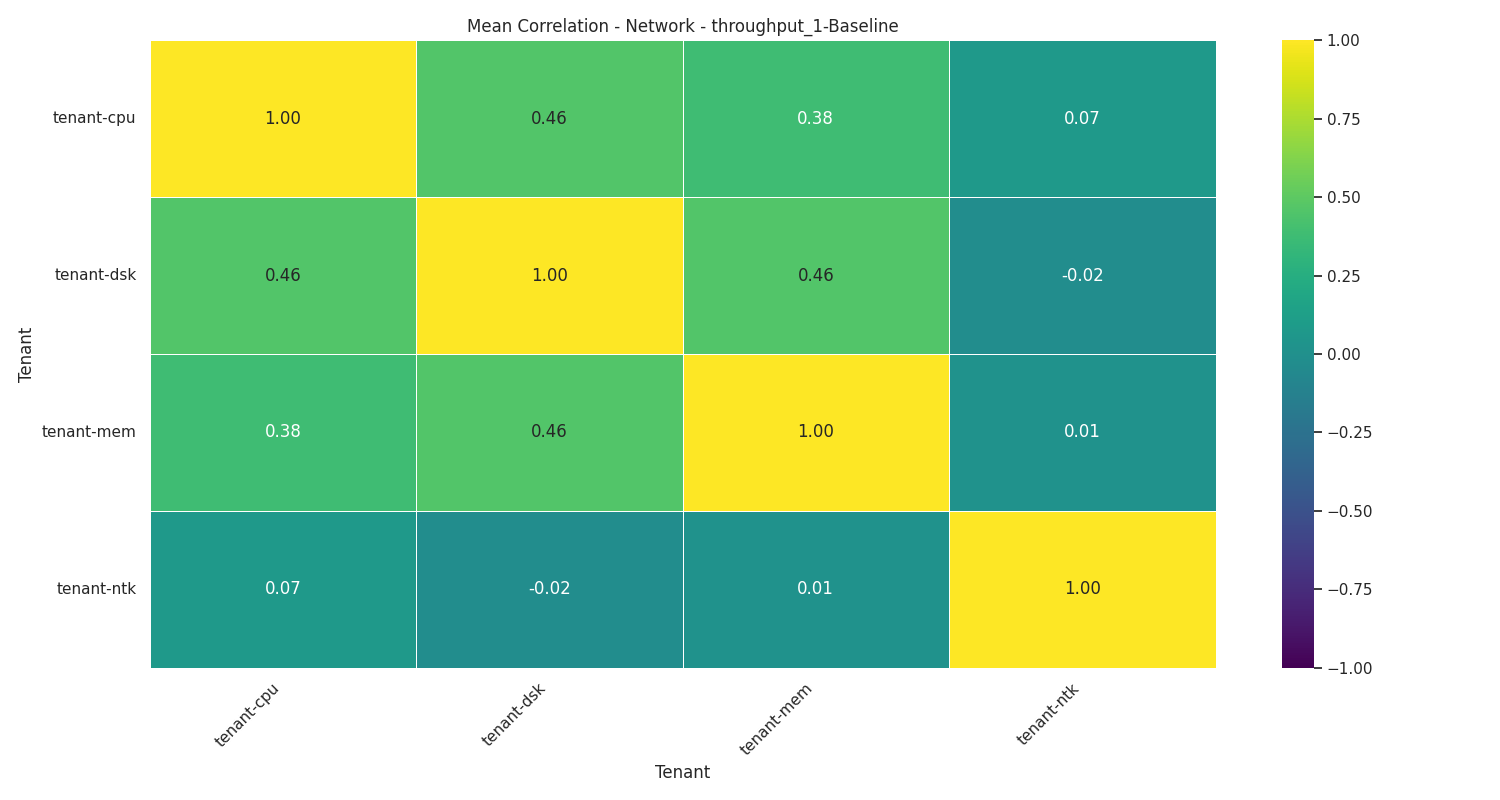 Mean Correlation - Network - throughput_1-Baseline
tenant-cpu
1.00
0.46
0.38
0.07
tenant-dsk
0.46
1.00
0.46
-0.02
tenant-mem
0.38
0.46
1.00
0.01
tenant-ntk
0.07
-0.02
0.01
1.00
Tenant
tenant-cpu
tenant-dsk
tenant-mem
tenant-ntk
Tenant
1.00
0.75
0.50
0.25
0.00
−0.25
−0.50
−0.75
−1.00